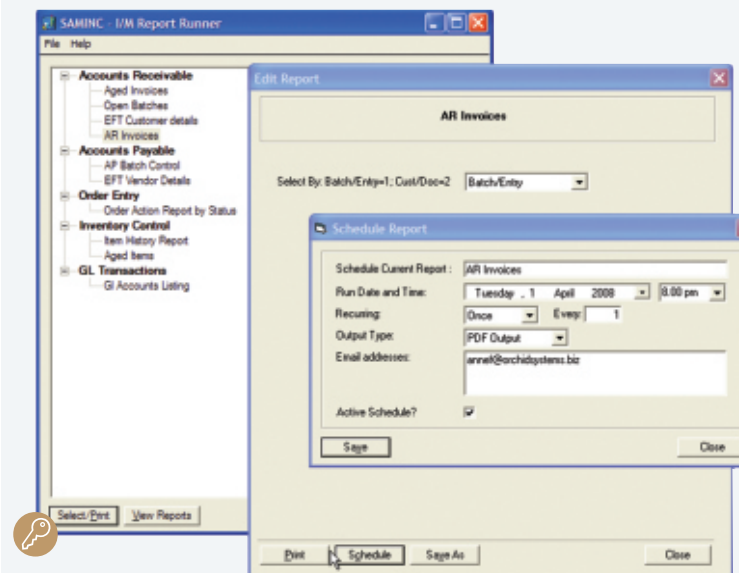 SAMINC - I/M Report Runner
File Help
Accounts Receivable
Aged Invoices
Open Batches
EFT Customer details
AR Invoices
Accounts Payable
AP Batch Control
EFT Vendor Details
Order Entry
Order Action Report by Status
Inventory Control
Item History Report
Aged Items
GL Transactions
Gl Accounts Listing
Select/Print View Reports
Edit Report
AR Invoices
Select By: Batch/Entry=1; Cust/Doc=2 Batch/Entry
Schedule Report
Schedule Current Report : AR Invoices
Run Date and Time: Tuesday , 1 April 2008 8.00 pm
Recuring: Once Every: 1
Output Type: PDF Output
Email addresses: annef@orchidsystems.biz
Active Schedule?
Save Close
Print Schedule Save As Close